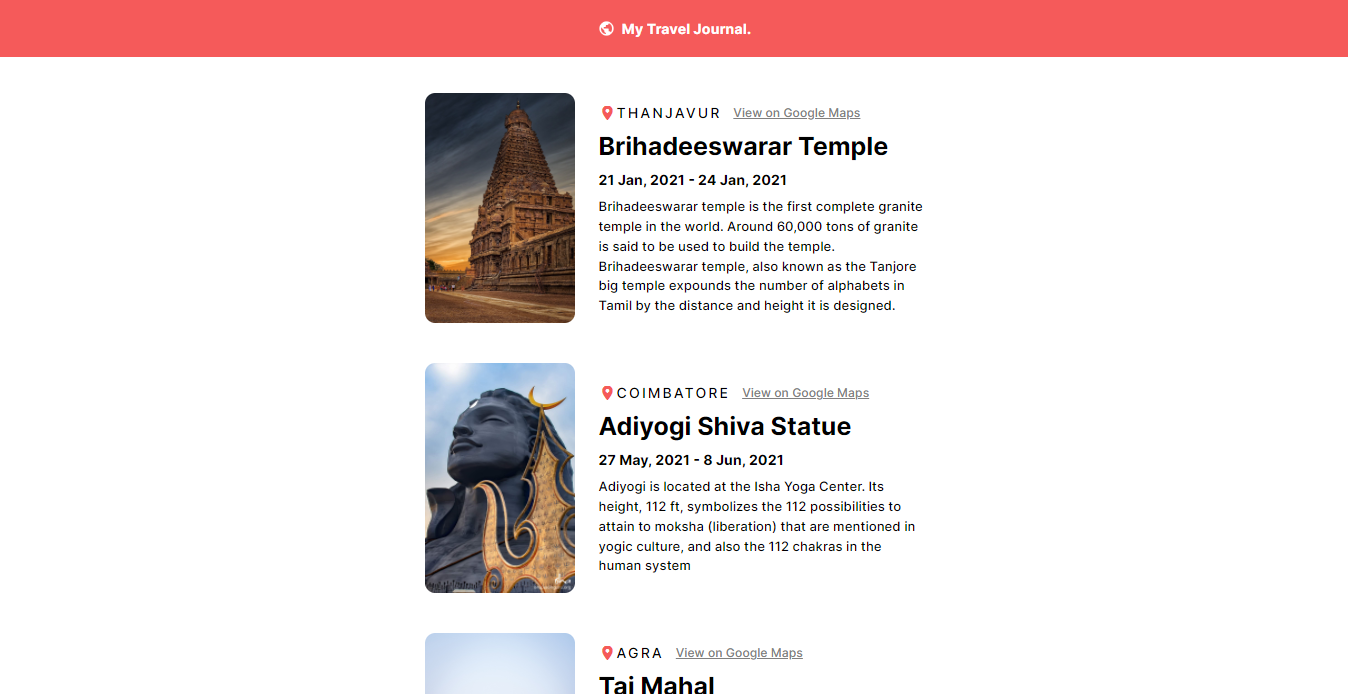 My Travel Journal.
THANJAVUR View on Google Maps
Brihadeeswarar Temple
21 Jan, 2021 - 24 Jan, 2021
Brihadeeswarar temple is the first complete granite
temple in the world. Around 60,000 tons of granite
is said to be used to build the temple.
Brihadeeswarar temple, also known as the Tanjore
big temple expounds the number of alphabets in
Tamil by the distance and height it is designed.
COIMBATORE View on Google Maps
Adiyogi Shiva Statue
27 May, 2021 - 8 Jun, 2021
Adiyogi is located at the Isha Yoga Center. Its
height, 112 ft, symbolizes the 112 possibilities to
attain to moksha (liberation) that are mentioned in
yogic culture, and also the 112 chakras in the
human system
AGRA View on Google Maps
Taj Mahal